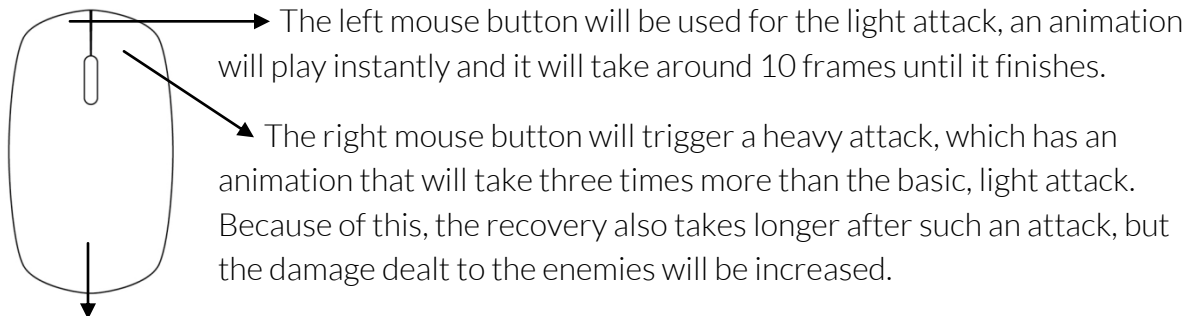 The left mouse button will be used for the light attack, an animation
will play instantly and it will take around 10 frames until it finishes.
The right mouse button will trigger a heavy attack, which has an
animation that will take three times more than the basic, light attack.
Because of this, the recovery also takes longer after such an attack, but
the damage dealt to the enemies will be increased.